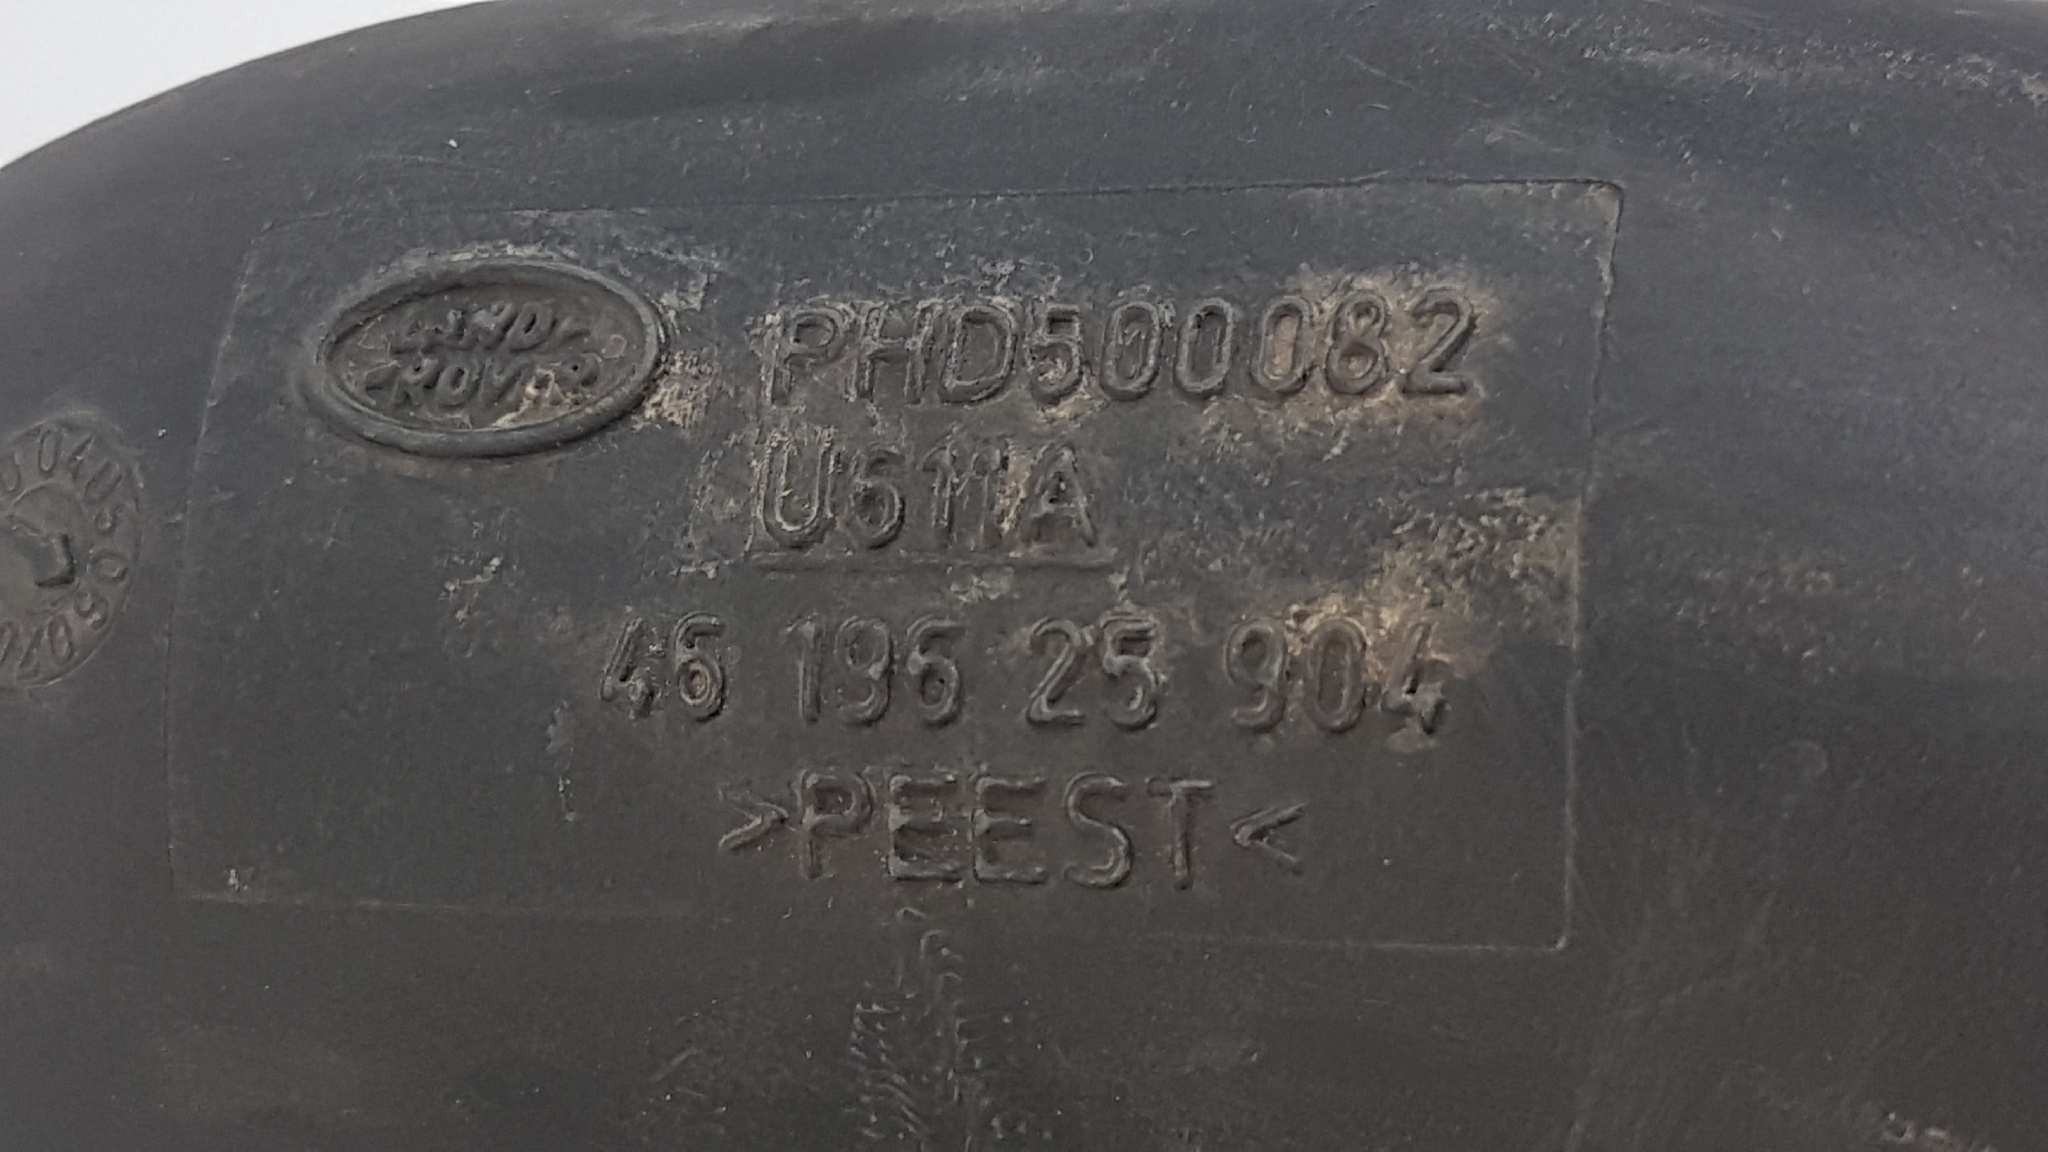 LAND ROVER
PHD500082
U611A
46 196 25 904
>PEEST<